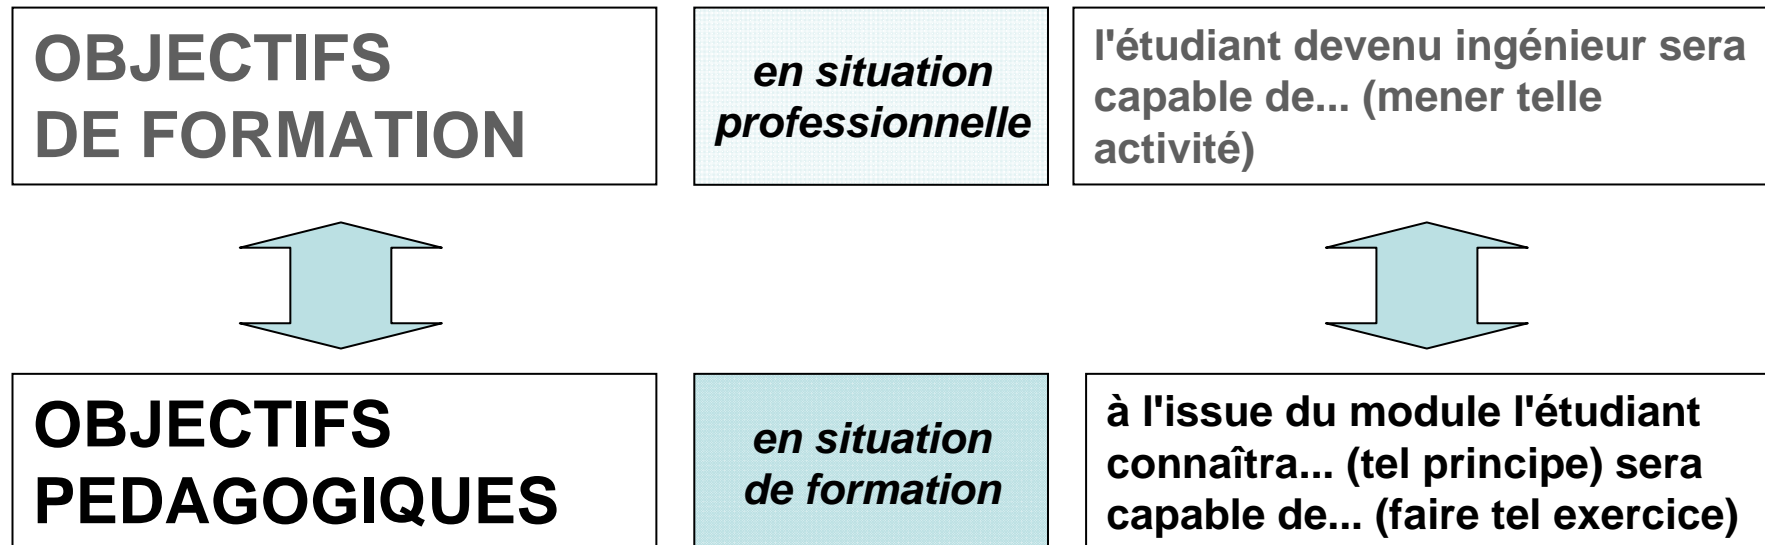 OBJECTIFS
DE FORMATION
en situation
professionnelle
l'étudiant devenu ingénieur sera
capable de... (mener telle
activité)
OBJECTIFS
PEDAGOGIQUES
en situation
de formation
à l'issue du module l'étudiant
connaîtra... (tel principe) sera
capable de... (faire tel exercice)